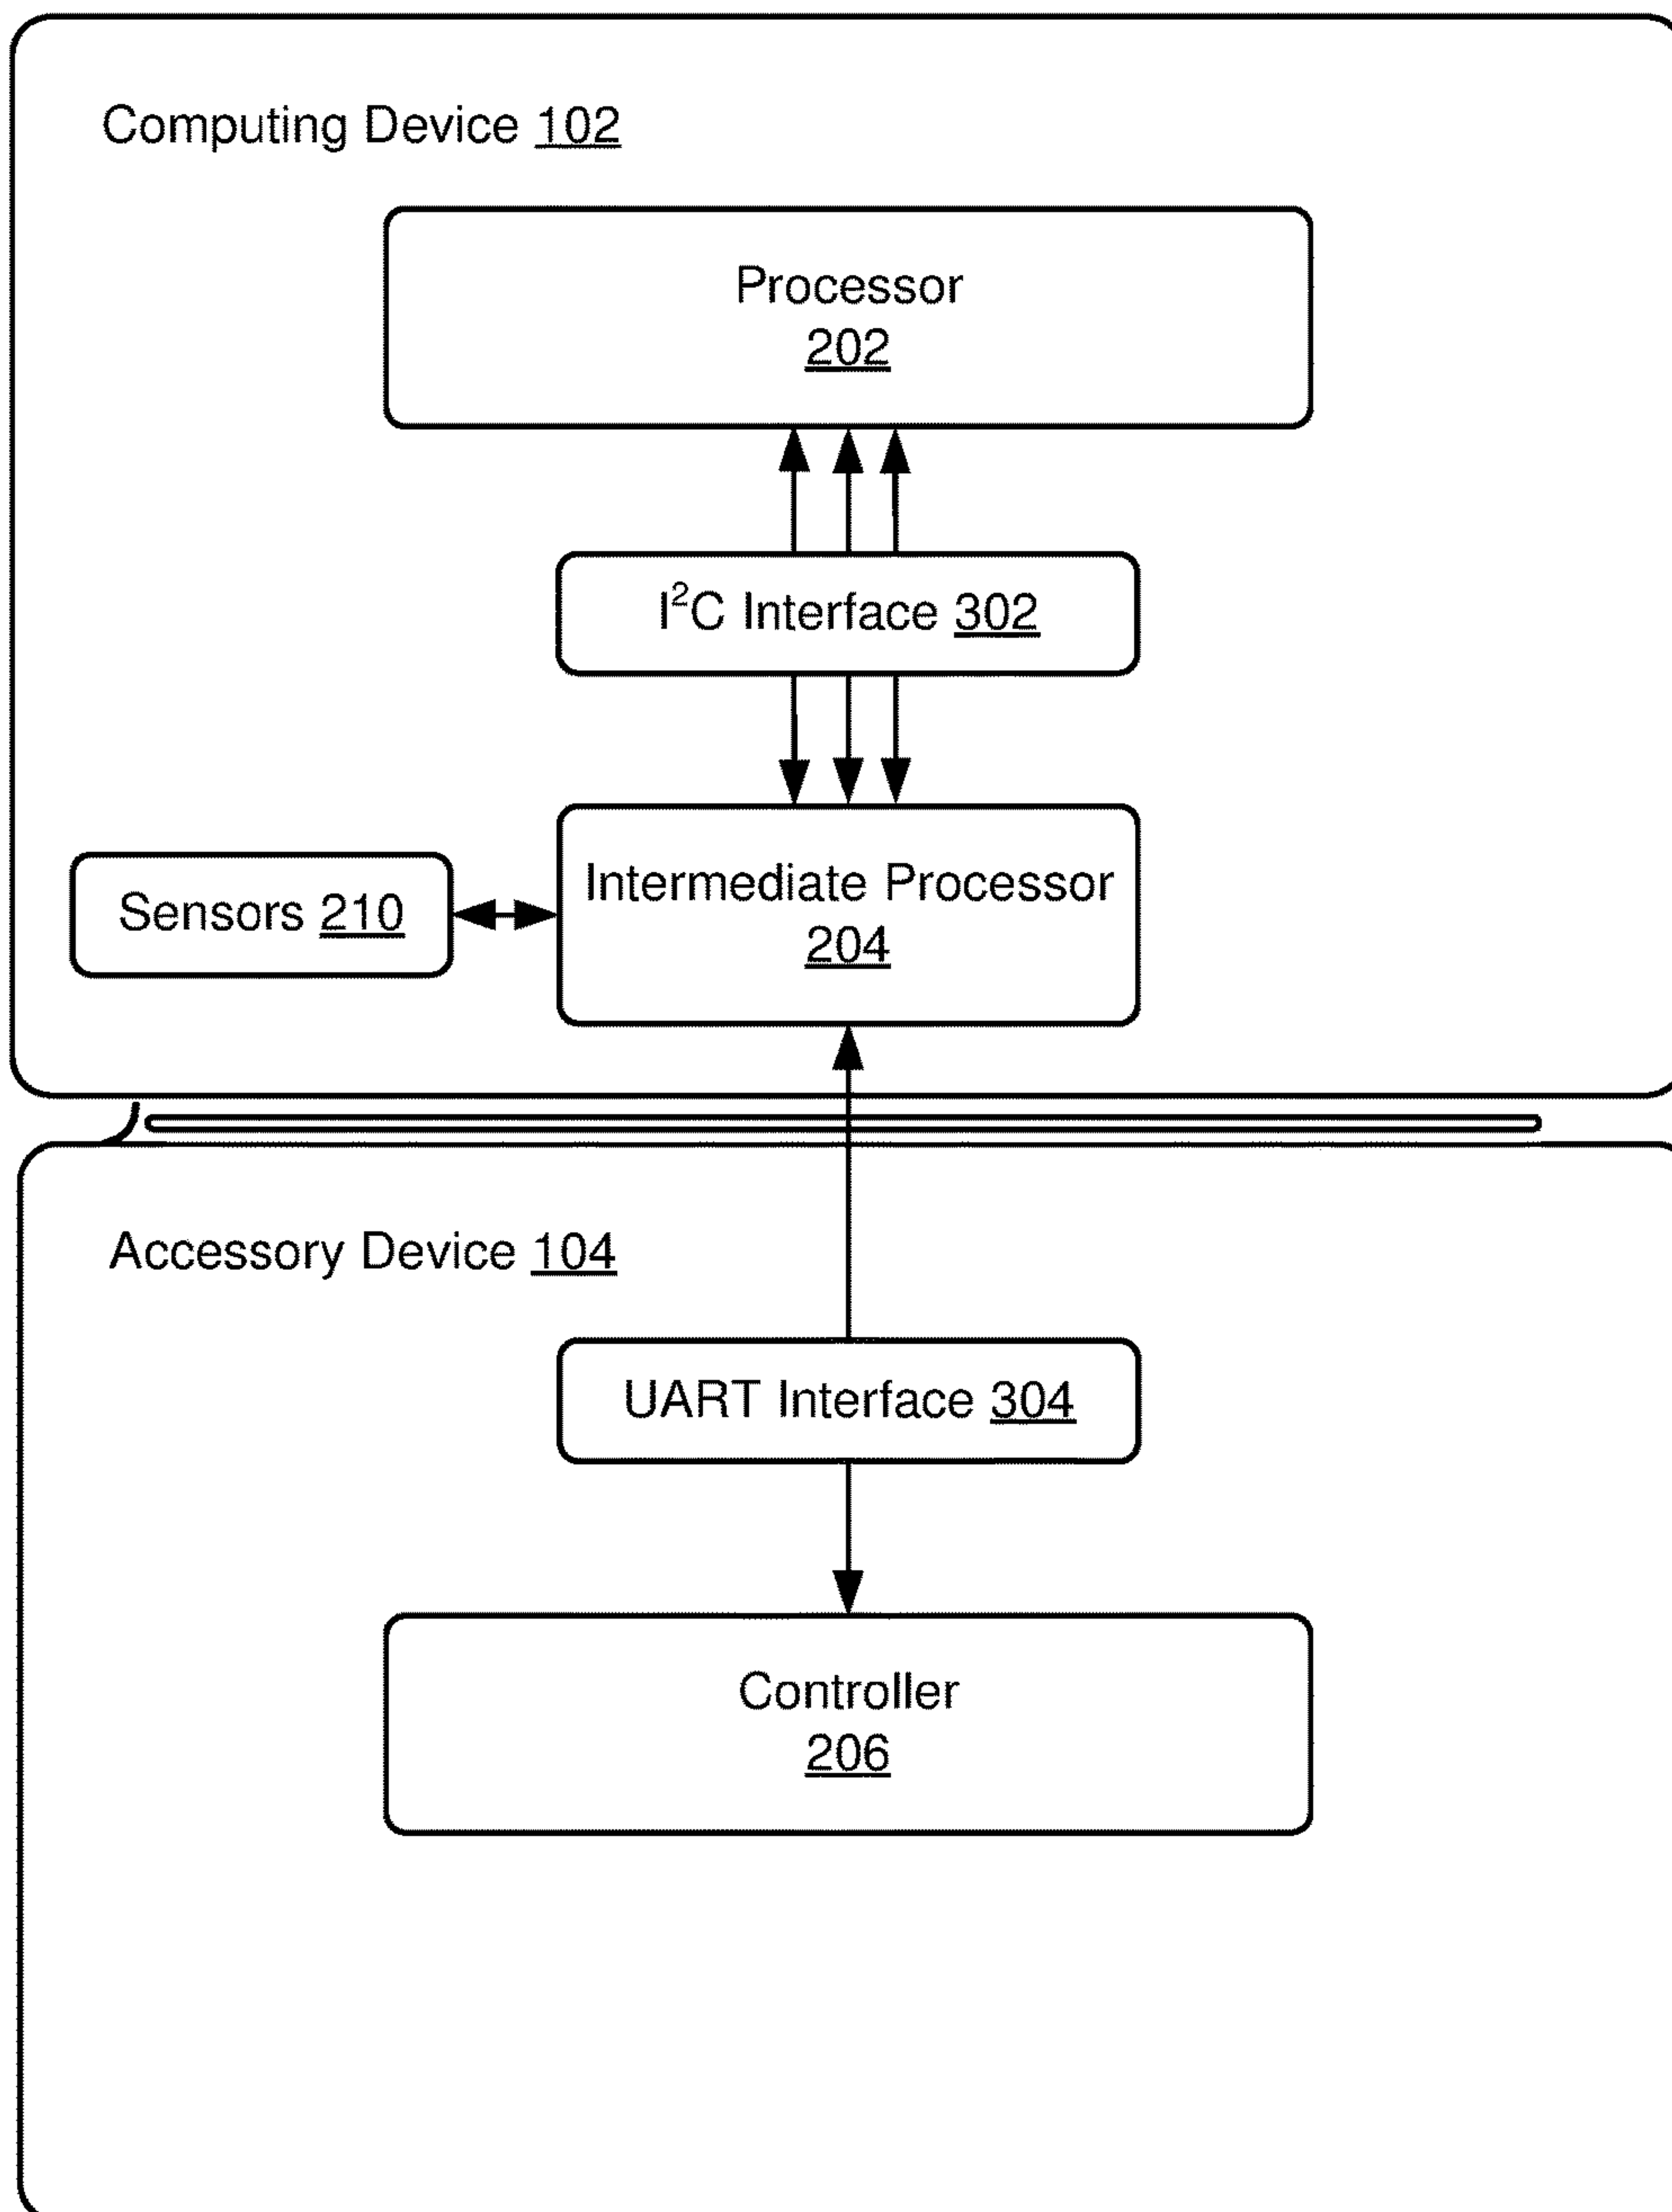 Computing Device 102
Processor
202
I²C Interface 302
Intermediate Processor
204
Sensors 210
Accessory Device 104
UART Interface 304
Controller
206